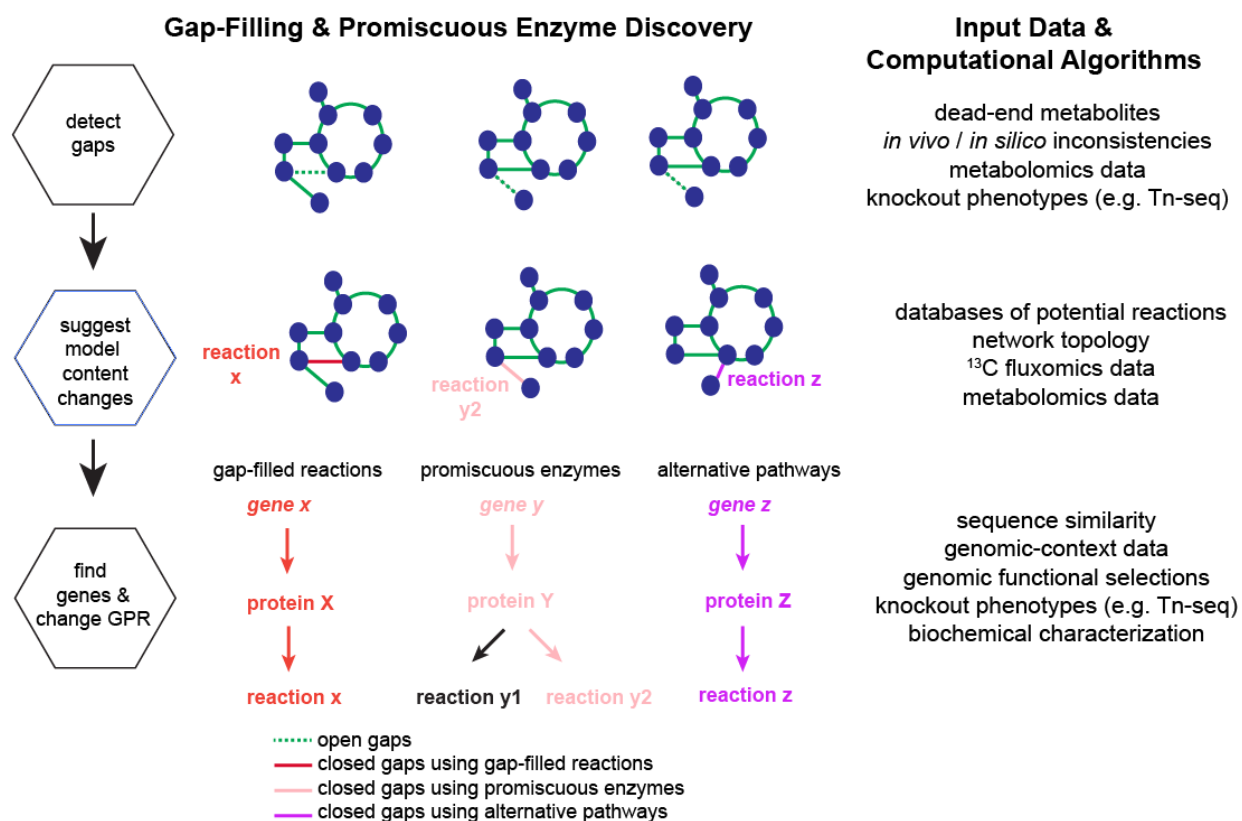 Gap-Filling & Promiscuous Enzyme Discovery
Input Data &
Computational Algorithms
detect
gaps
dead-end metabolites
in vivo / in silico inconsistencies
metabolomics data
knockout phenotypes (e.g. Tn-seq)
suggest
model
content
changes
reaction
x
reaction
y2
reaction z
databases of potential reactions
network topology
¹³C fluxomics data
metabolomics data
gap-filled reactions
promiscuous enzymes
alternative pathways
find
genes &
change GPR
gene x
gene y
gene z
protein X
protein Y
protein Z
reaction x
reaction y1
reaction y2
reaction z
sequence similarity
genomic-context data
genomic functional selections
knockout phenotypes (e.g. Tn-seq)
biochemical characterization
open gaps
closed gaps using gap-filled reactions
closed gaps using promiscuous enzymes
closed gaps using alternative pathways